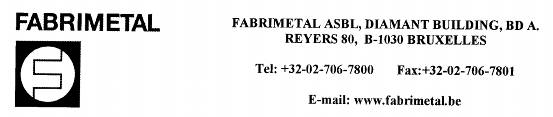 FABRIMETAL
FABRIMETAL ASBL, DIAMANT BUILDING, BD A.
REYERS 80, B-1030 BRUXELLES
Tel: +32-02-706-7800 Fax:+32-02-706-7801
E-mail: www.fabrimetal.be